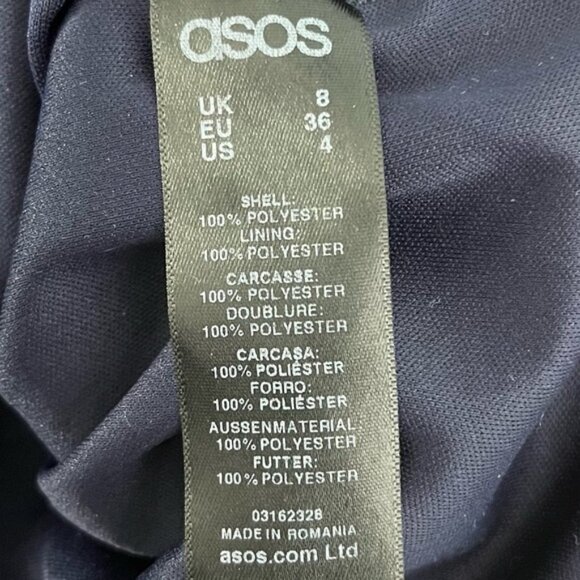 asos
UK 8
EU 36
US 4
SHELL:
100% POLYESTER
LINING:
100% POLYESTER
CARCASSE:
100% POLYESTER
DOUBLURE:
100% POLYESTER
CARCASA:
100% POLIÉSTER
FORRO:
100% POLIÉSTER
AUSSENMATERIAL
100% POLYESTER
FUTTER:
100% POLYESTER
03162328
MADE IN ROMANIA
asos.com Ltd